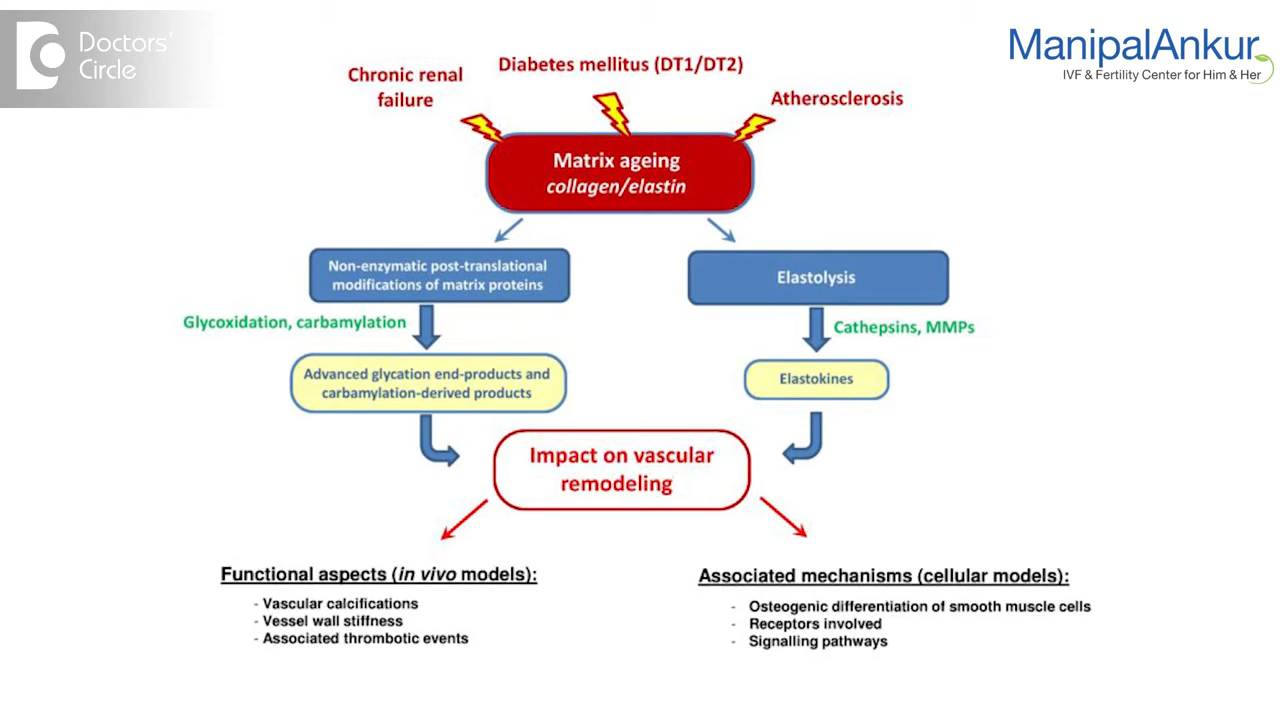 Doctors'
Circle
ManipalAnkur
IVF & Fertility Center for Him & Her
Chronic renal
failure
Diabetes mellitus (DT1/DT2)
Atherosclerosis
Matrix ageing
collagen/elastin
Non-enzymatic post-translational
modifications of matrix proteins
Elastolysis
Glycoxidation, carbamylation
Cathepsins, MMPs
Advanced glycation end-products and
carbamylation-derived products
Elastokines
Impact on vascular
remodeling
Functional aspects (in vivo models):
- Vascular calcifications
- Vessel wall stiffness
- Associated thrombotic events
Associated mechanisms (cellular models):
- Osteogenic differentiation of smooth muscle cells
- Receptors involved
- Signalling pathways